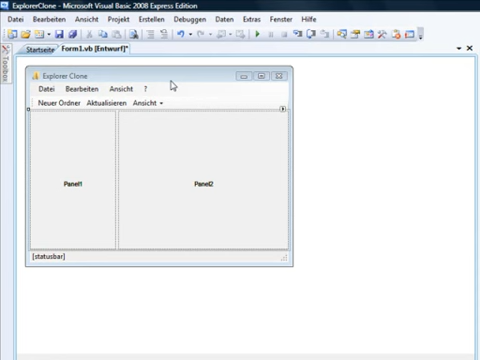 ExplorerClone - Microsoft Visual Basic 2008 Express Edition
Datei Bearbeiten Ansicht Projekt Erstellen Debuggen Daten Extras Fenster Hilfe
Startseite Form1.vb [Entwurf]*
Toolbox
Explorer Clone
Datei Bearbeiten Ansicht ?
Neuer Ordner Aktualisieren Ansicht
Panel1 Panel2
[statusbar]